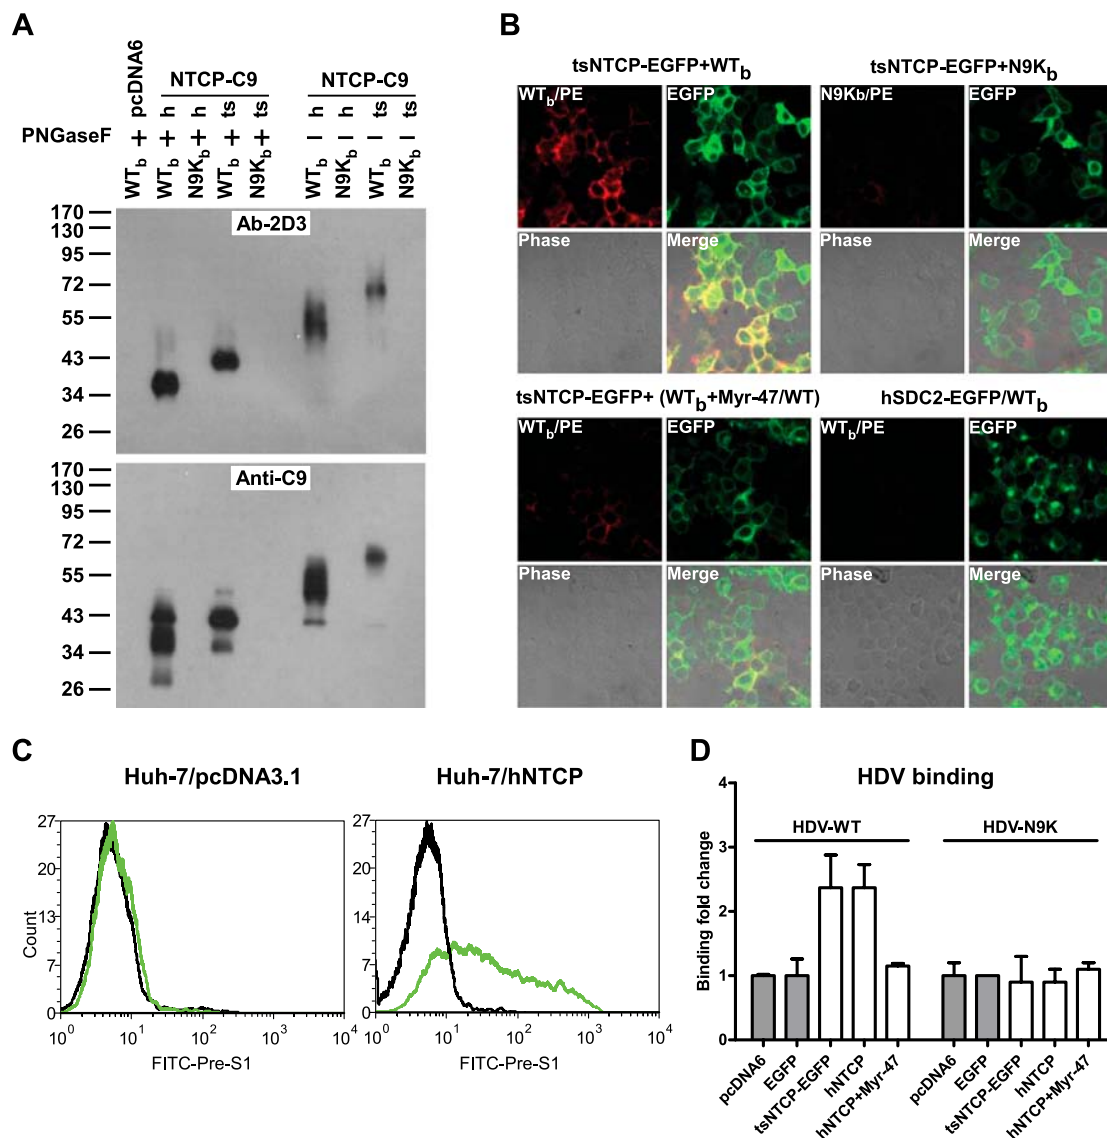 A
pcDNA6
NTCP-C9
NTCP-C9
h h ts ts
h h ts ts
PNGaseF + + + + + - - - -
WTb WTb N9Kb WTb N9Kb WTb N9Kb WTb N9Kb
170
130
95
72
55
43
34
26
Ab-2D3
170
130
95
72
55
43
34
26
Anti-C9
B
tsNTCP-EGFP+WTb
WTb/PE EGFP
Phase Merge
tsNTCP-EGFP+N9Kb
N9Kb/PE EGFP
Phase Merge
tsNTCP-EGFP+ (WTb+Myr-47/WT)
WTb/PE EGFP
Phase Merge
hSDC2-EGFP/WTb
WTb/PE EGFP
Phase Merge
C
Huh-7/pcDNA3.1
27
20
13
7
0
Count
10^0 10^1 10^2 10^3 10^4
FITC-Pre-S1
Huh-7/hNTCP
27
20
13
7
0
10^0 10^1 10^2 10^3 10^4
FITC-Pre-S1
D
HDV binding
HDV-WT HDV-N9K
Binding fold change
4
3
2
1
0
pcDNA6
EGFP
tsNTCP-EGFP
hNTCP
hNTCP+Myr-47
pcDNA6
EGFP
tsNTCP-EGFP
hNTCP
hNTCP+Myr-47